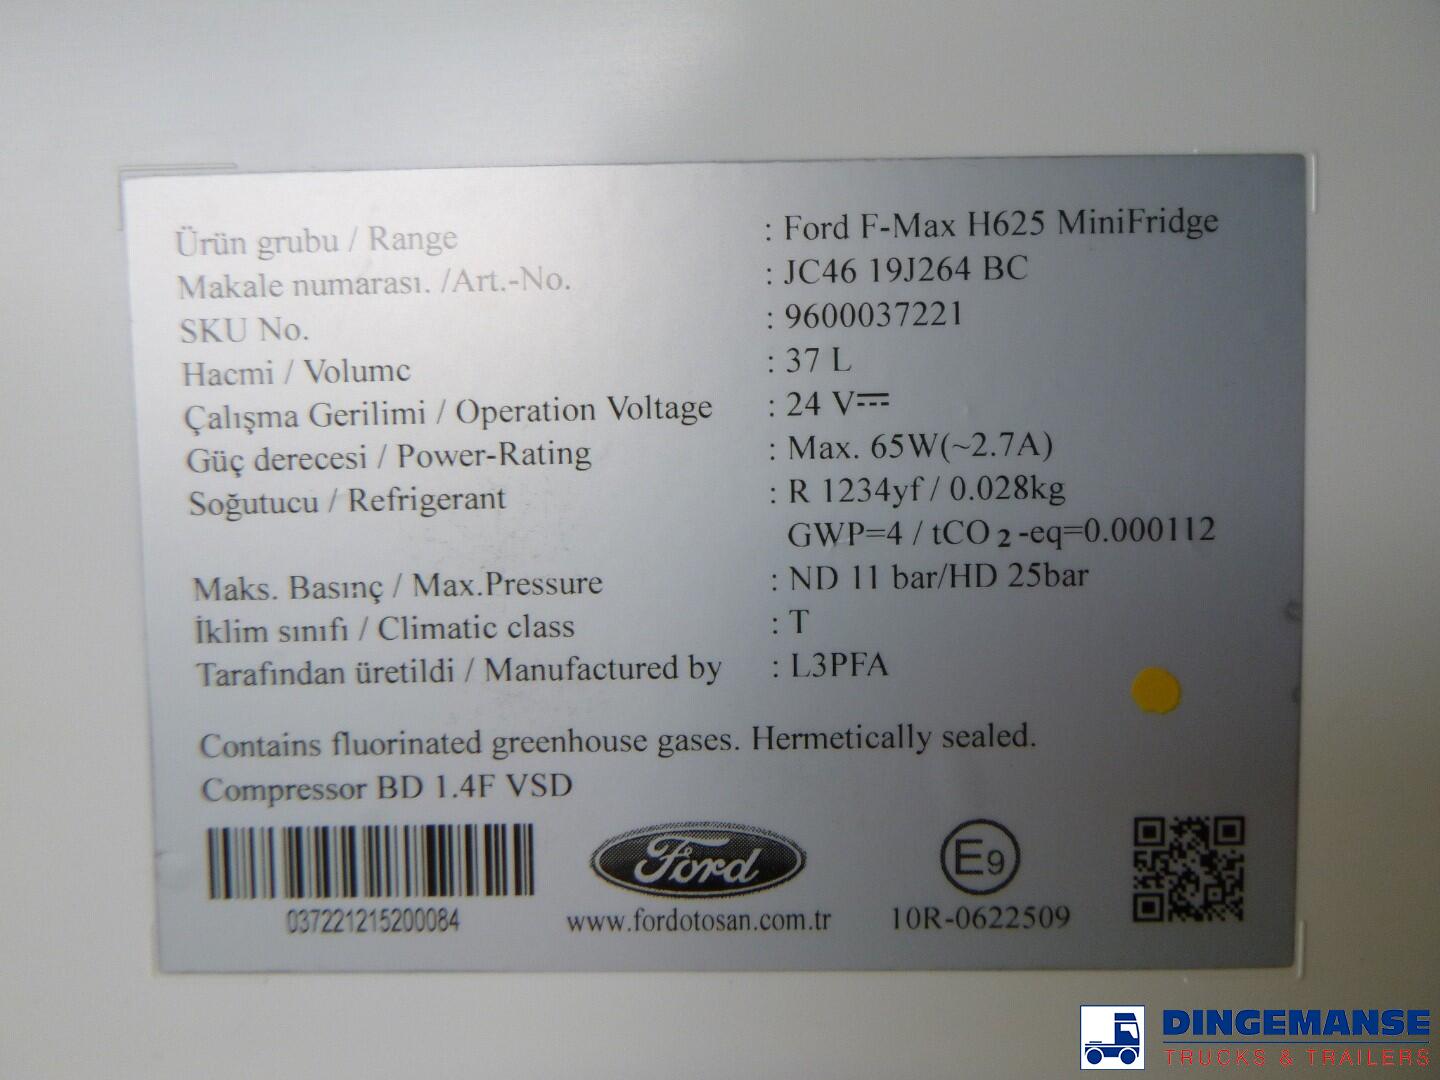 Ürün grubu / Range : Ford F-Max H625 MiniFridge
Makale numarası. /Art.-No. : JC46 19J264 BC
SKU No. : 9600037221
Hacmi / Volume : 37 L
Çalışma Gerilimi / Operation Voltage : 24 V⎓
Güç derecesi / Power-Rating : Max. 65W(~2.7A)
Soğutucu / Refrigerant : R 1234yf / 0.028kg
GWP=4 / tCO2-eq=0.000112
Maks. Basınç / Max.Pressure : ND 11 bar/HD 25bar
İklim sınıfı / Climatic class : T
Tarafından üretildi / Manufactured by : L3PFA
Contains fluorinated greenhouse gases. Hermetically sealed.
Compressor BD 1.4F VSD
Ford
E9
037221215200084
www.fordotosan.com.tr
10R-0622509
DINGEMANSE
TRUCKS & TRAILERS